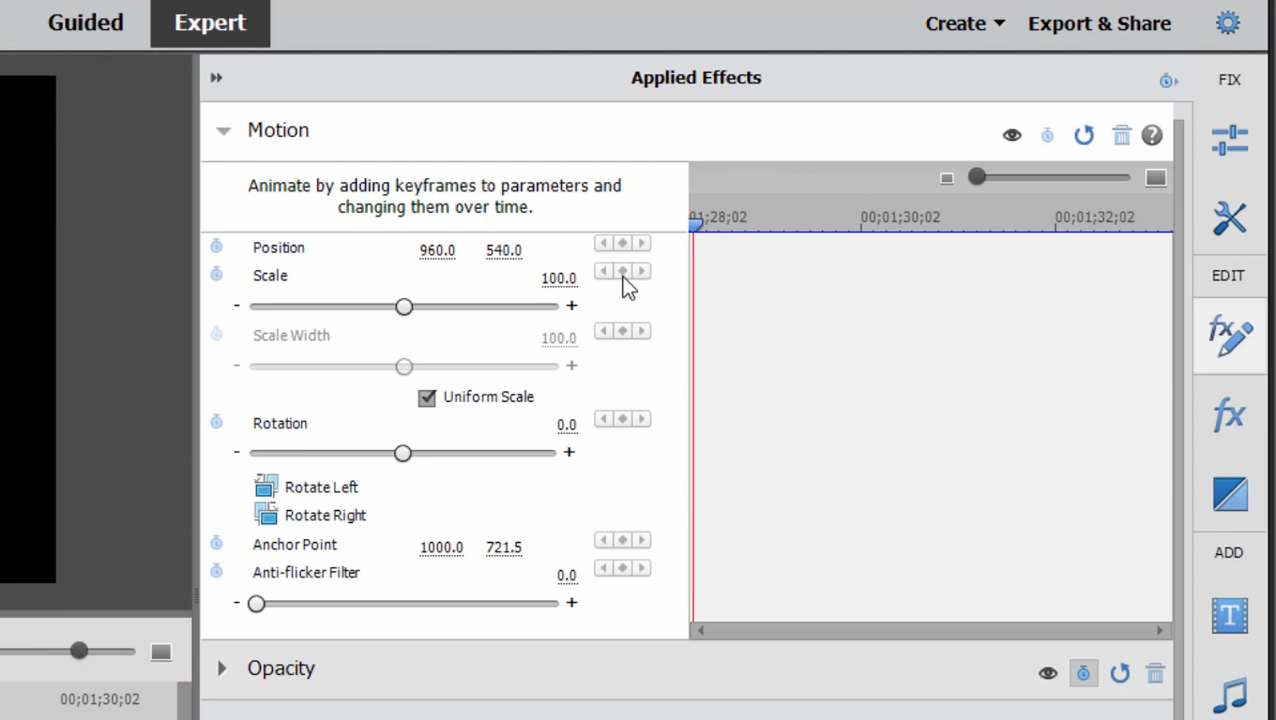 Guided Expert Create Export & Share
Applied Effects
FIX
Motion
?
Animate by adding keyframes to parameters and
changing them over time.
01;28;02 00;01;30;02 00;01;32;02
Position 960.0 540.0
Scale 100.0
- +
Scale Width 100.0
- +
Uniform Scale
Rotation 0.0
- +
Rotate Left
Rotate Right
Anchor Point 1000.0 721.5
Anti-flicker Filter 0.0
- +
EDIT
fx
fx
ADD
T
Opacity
00;01;30;02